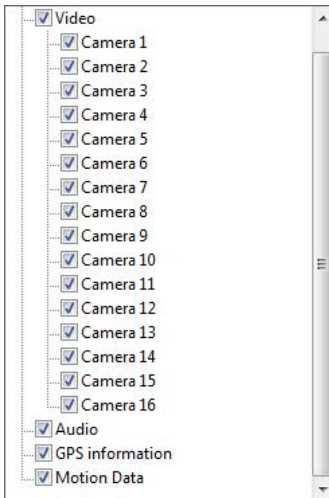 Video
Camera 1
Camera 2
Camera 3
Camera 4
Camera 5
Camera 6
Camera 7
Camera 8
Camera 9
Camera 10
Camera 11
Camera 12
Camera 13
Camera 14
Camera 15
Camera 16
Audio
GPS information
Motion Data